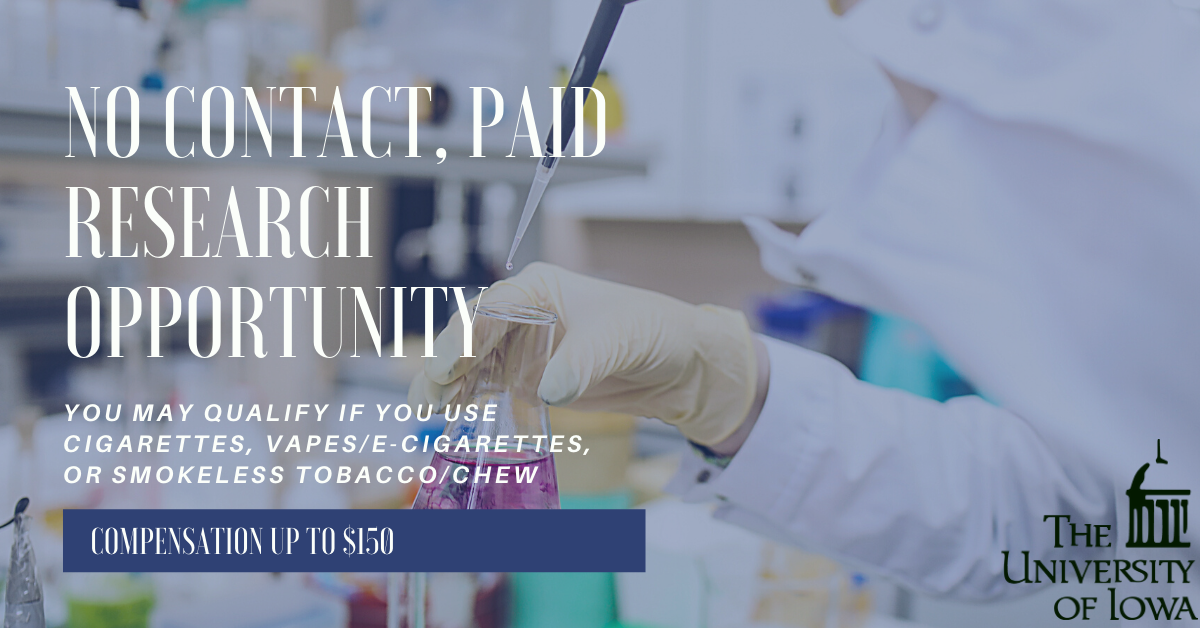 NO CONTACT, PAID
RESEARCH
OPPORTUNITY
YOU MAY QUALIFY IF YOU USE
CIGARETTES, VAPES/E-CIGARETTES,
OR SMOKELESS TOBACCO/CHEW
COMPENSATION UP TO $150
THE
UNIVERSITY
OF IOWA